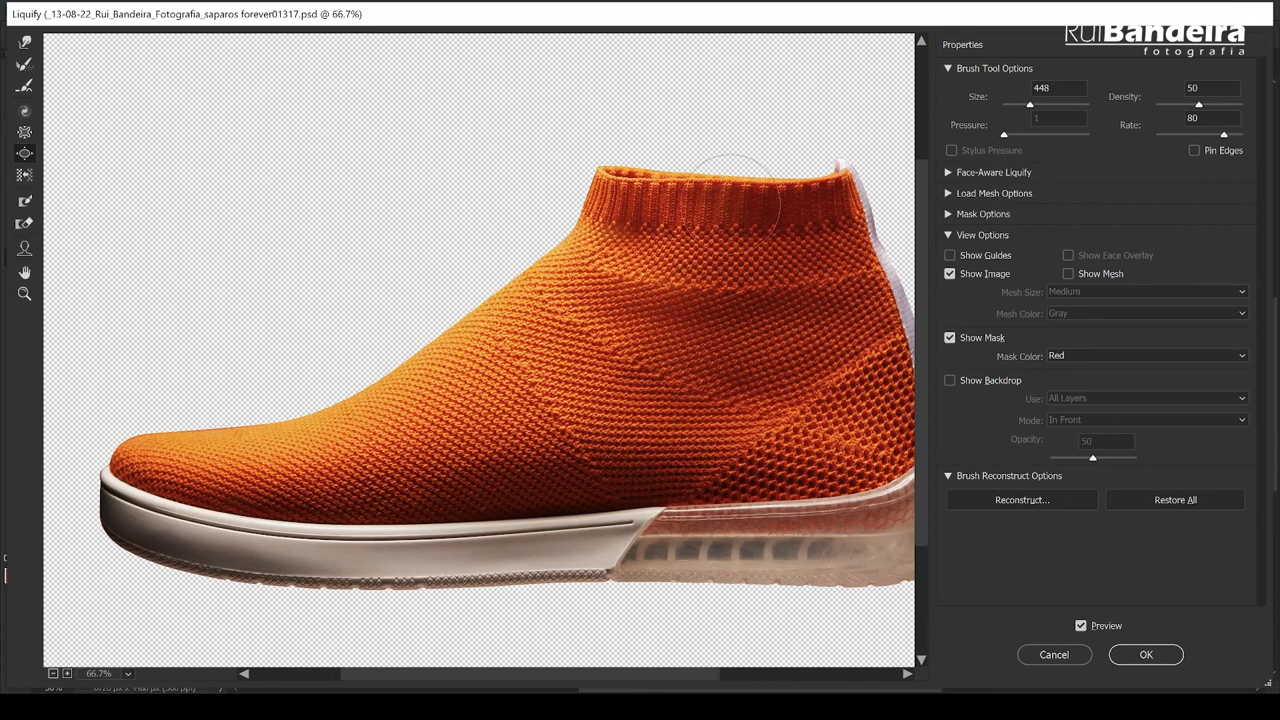 Liquify (_13-08-22_Rui_Bandeira_Fotografia_saparos forever01317.psd @ 66.7%)
RuiBandeira
fotografia
Properties
Brush Tool Options
Size: 448
Density: 50
Pressure: 1
Rate: 80
Stylus Pressure
Pin Edges
Face-Aware Liquify
Load Mesh Options
Mask Options
View Options
Show Guides
Show Face Overlay
Show Image
Show Mesh
Mesh Size: Medium
Mesh Color: Gray
Show Mask
Mask Color: Red
Show Backdrop
Use: All Layers
Mode: In Front
Opacity: 50
Brush Reconstruct Options
Reconstruct...
Restore All
Preview
Cancel
OK
66.7%